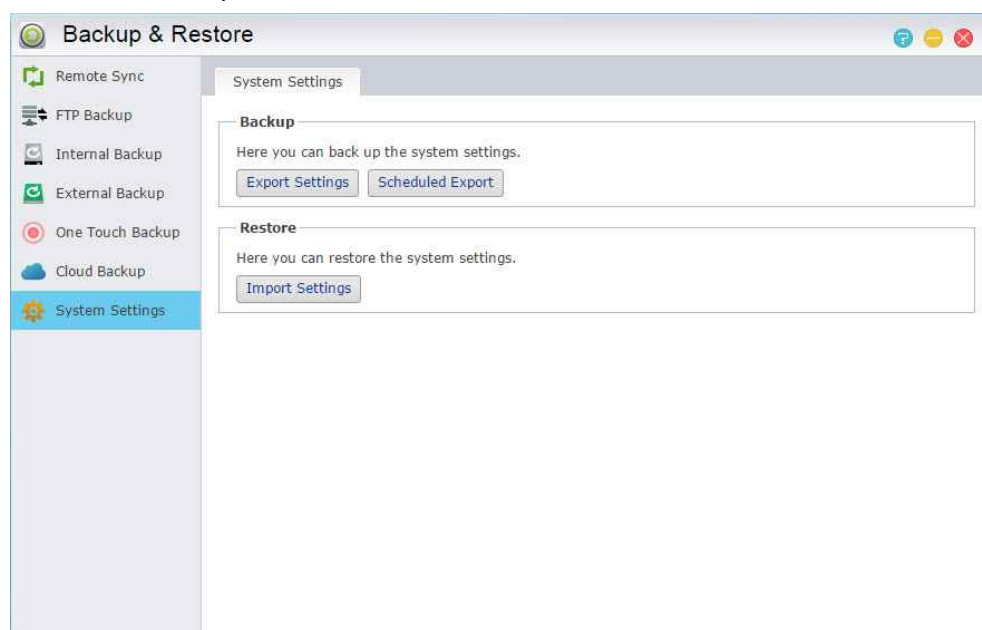 Backup & Restore
Remote Sync
FTP Backup
Internal Backup
External Backup
One Touch Backup
Cloud Backup
System Settings
System Settings
Backup
Here you can back up the system settings.
Export Settings
Scheduled Export
Restore
Here you can restore the system settings.
Import Settings